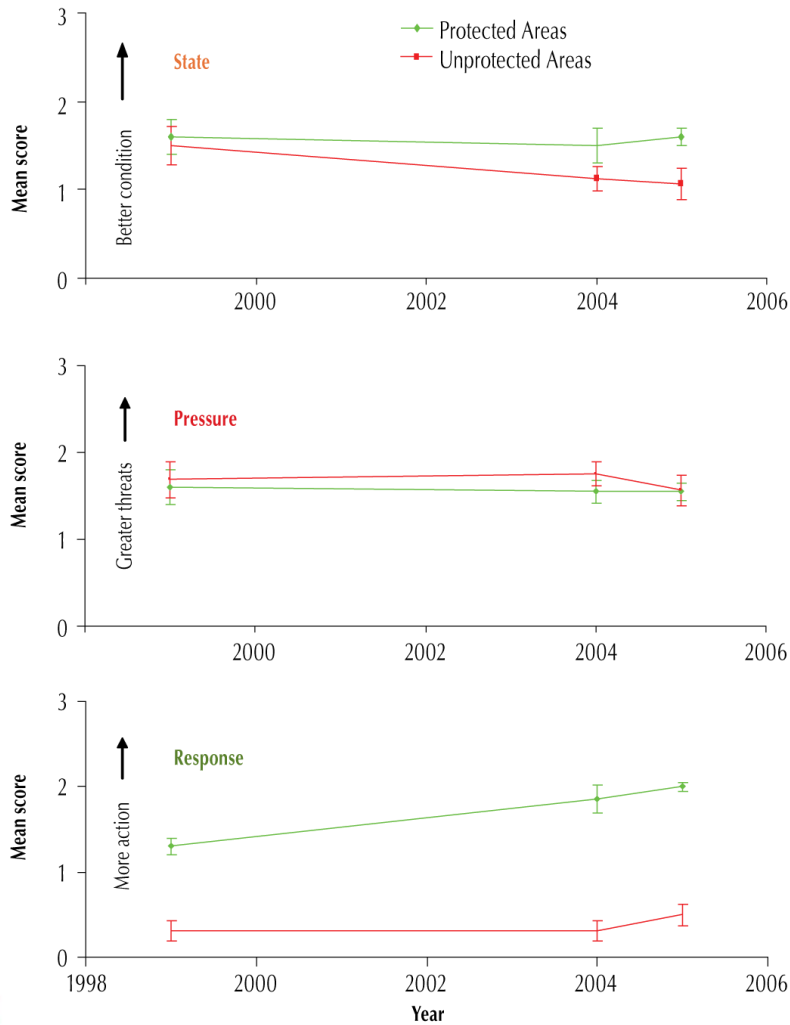 3
Protected Areas
State
Unprotected Areas
2
Mean score
Better condition
1
0
2000
2002
2004
2006
3
Pressure
2
Mean score
Greater threats
1
0
2000
2002
2004
2006
3
Response
2
Mean score
More action
1
0
1998
2000
2002
2004
2006
Year